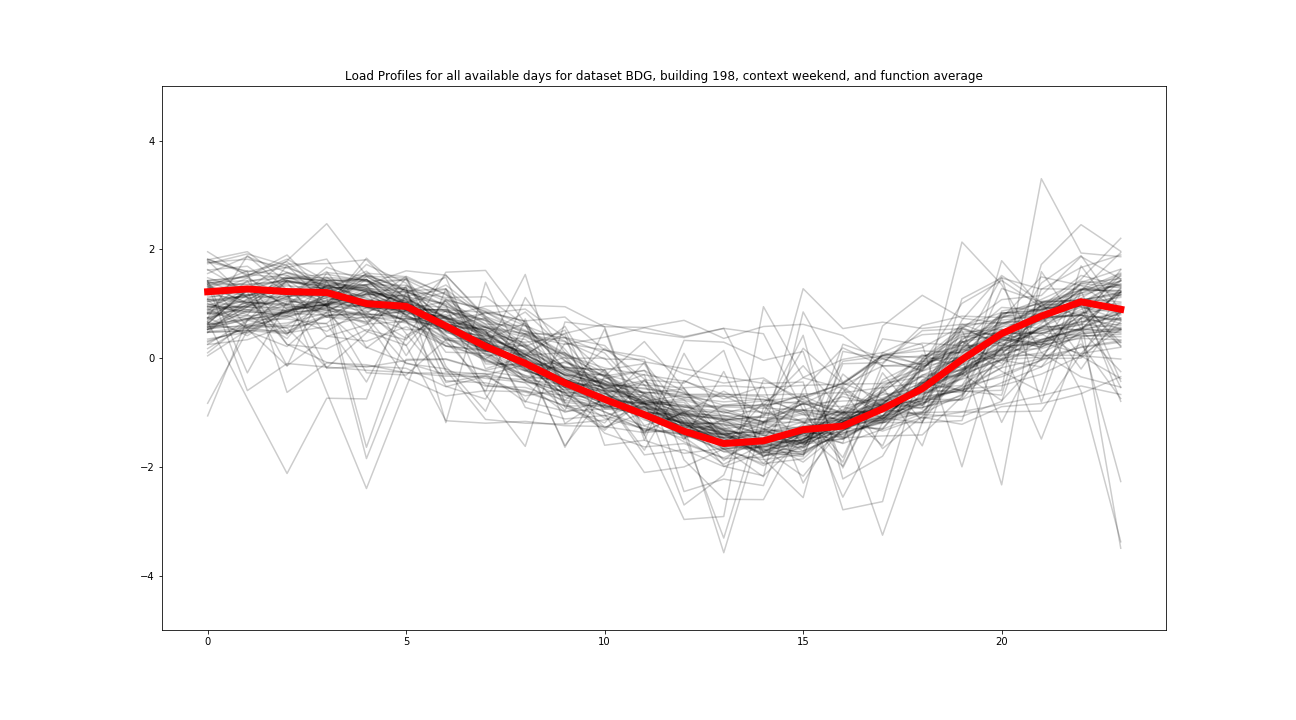 Load Profiles for all available days for dataset BDG, building 198, context weekend, and function average
4
2
0
−2
−4
0 5 10 15 20